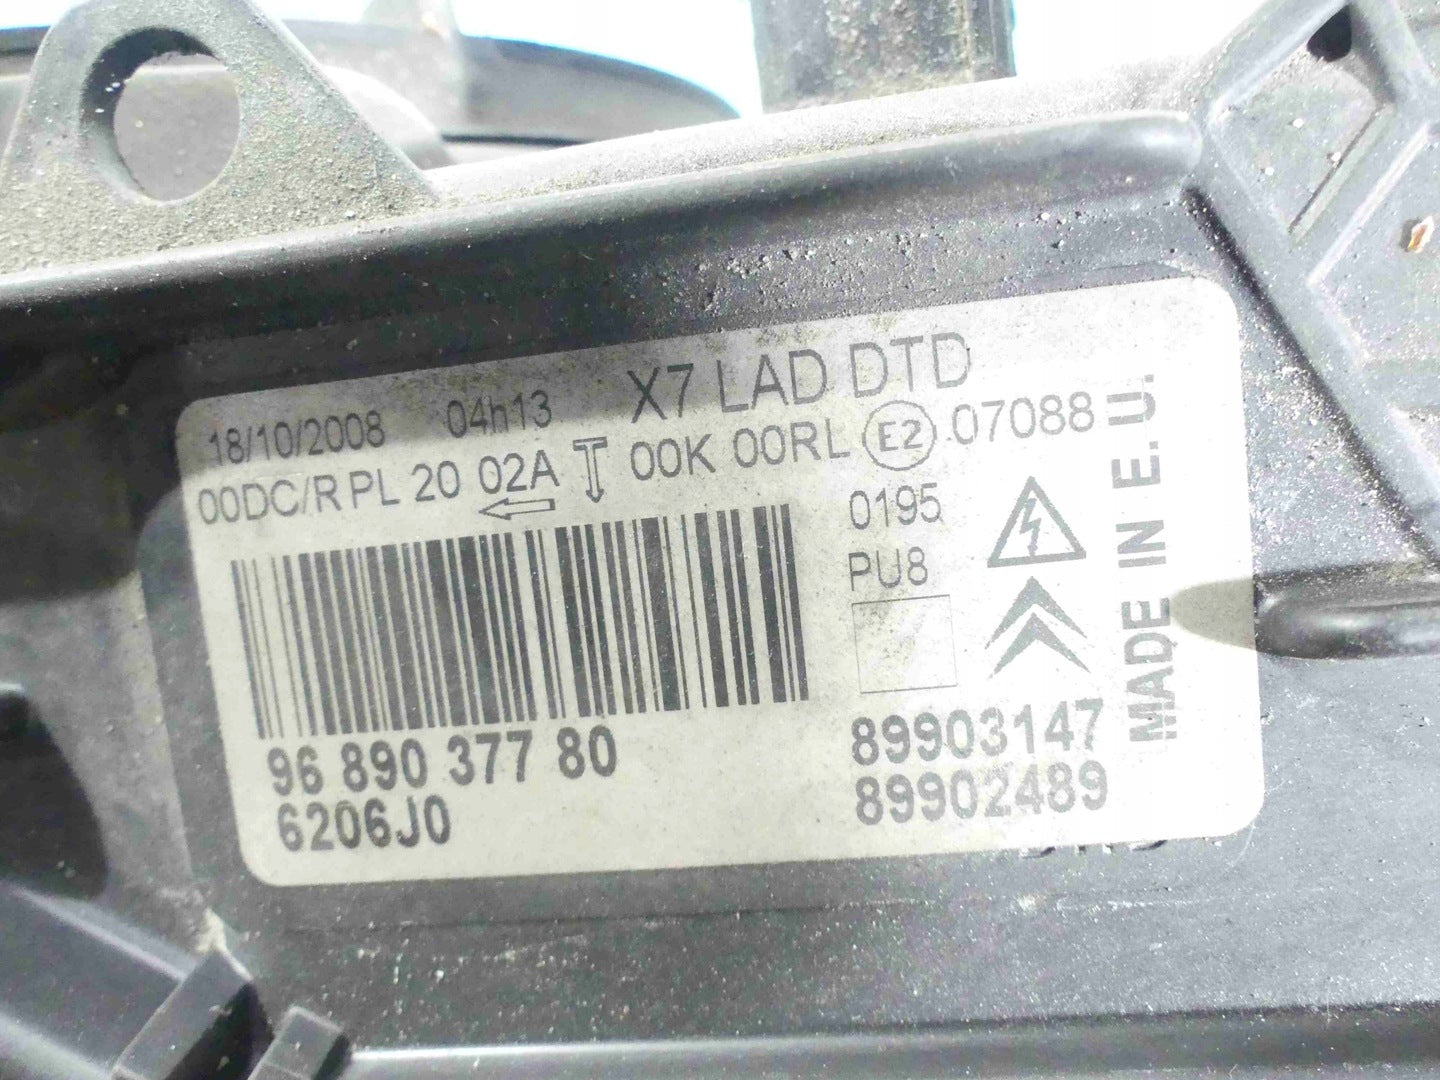 18/10/2008 04h13 X7 LAD DTD
00DC/R PL 20 02A 00K 00RL E2 07088
0195
PU8
MADE IN E.U.
96 890 377 80
6206J0
89903147
89902489